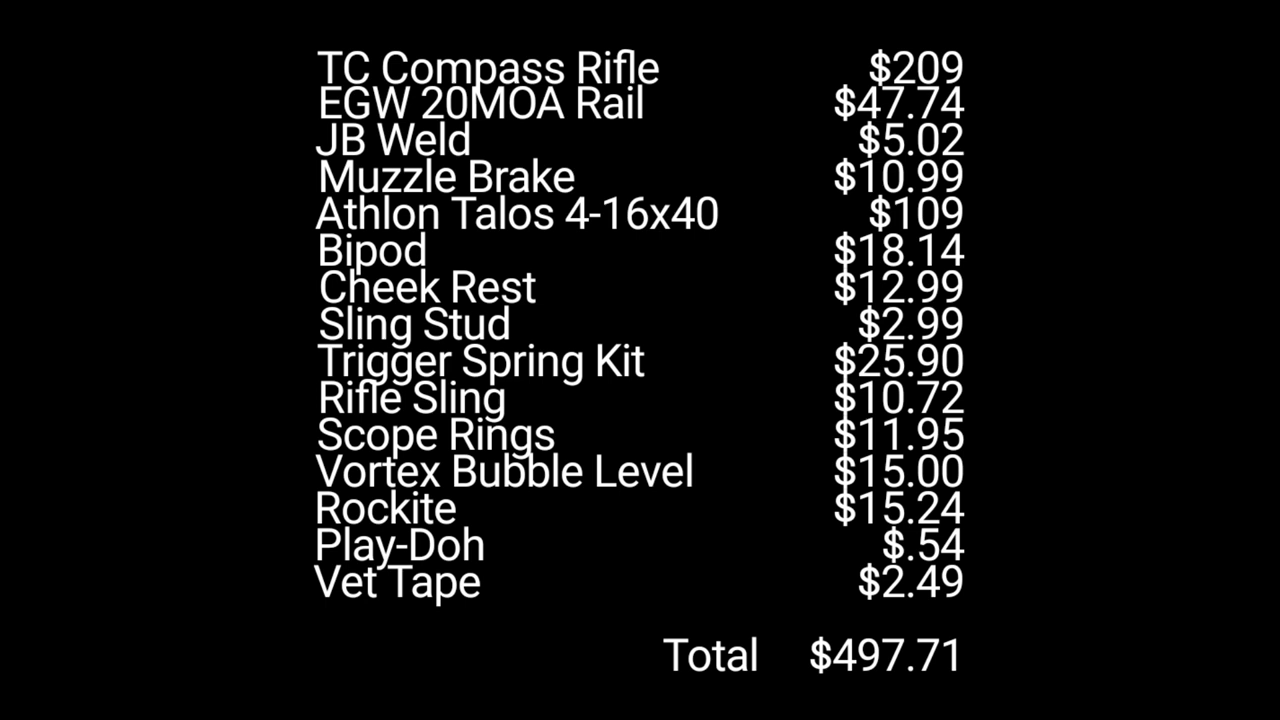 TC Compass Rifle $209
EGW 20MOA Rail $47.74
JB Weld $5.02
Muzzle Brake $10.99
Athlon Talos 4-16x40 $109
Bipod $18.14
Cheek Rest $12.99
Sling Stud $2.99
Trigger Spring Kit $25.90
Rifle Sling $10.72
Scope Rings $11.95
Vortex Bubble Level $15.00
Rockite $15.24
Play-Doh $.54
Vet Tape $2.49
Total $497.71